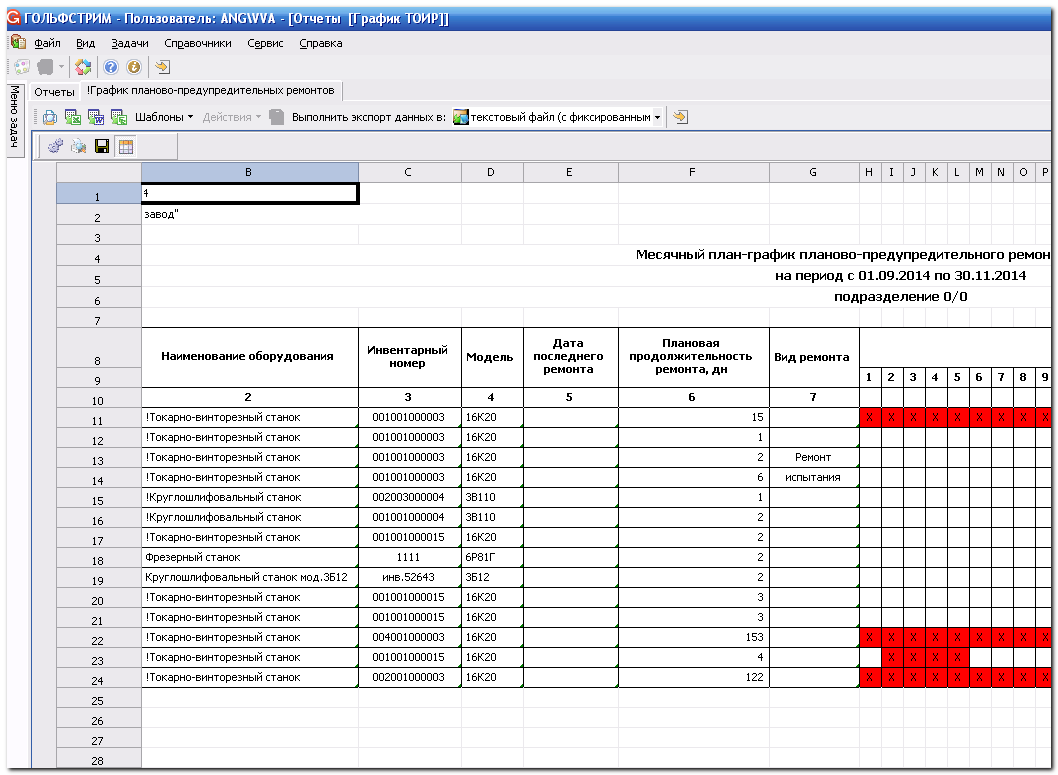 ГОЛЬФСТРИМ - Пользователь: ANGWVA - [Отчеты [График ТОИР]]
Файл Вид Задачи Справочники Сервис Справка
Меню задач
Отчеты !График планово-предупредительных ремонтов
Шаблоны Действия Выполнить экспорт данных в: текстовый файл (с фиксированным
B C D E F G H I J K L M N O P
1 4
2 завод"
3
4 Месячный план-график планово-предупредительного ремон
5 на период с 01.09.2014 по 30.11.2014
6 подразделение 0/0
7
8 Наименование оборудования Инвентарный номер Модель Дата последнего ремонта Плановая продолжительность ремонта, дн Вид ремонта
9 1 2 3 4 5 6 7 8 9
10 2 3 4 5 6 7
11 !Токарно-винторезный станок 001001000003 16К20 15 X X X X X X X X X
12 !Токарно-винторезный станок 001001000003 16К20 1
13 !Токарно-винторезный станок 001001000003 16К20 2 Ремонт
14 !Токарно-винторезный станок 001001000003 16К20 6 испытания
15 !Круглошлифовальный станок 002003000004 3В110 1
16 !Круглошлифовальный станок 001001000004 3В110 2
17 !Токарно-винторезный станок 001001000015 16К20 2
18 Фрезерный станок 1111 6Р81Г 2
19 Круглошлифовальный станок мод.3Б12 инв.52643 3Б12 2
20 !Токарно-винторезный станок 001001000015 16К20 3
21 !Токарно-винторезный станок 001001000015 16К20 3
22 !Токарно-винторезный станок 004001000003 16К20 153 X X X X X X X X X
23 !Токарно-винторезный станок 001001000015 16К20 4 X X X X
24 !Токарно-винторезный станок 002001000003 16К20 122 X X X X X X X X X
25
26
27
28